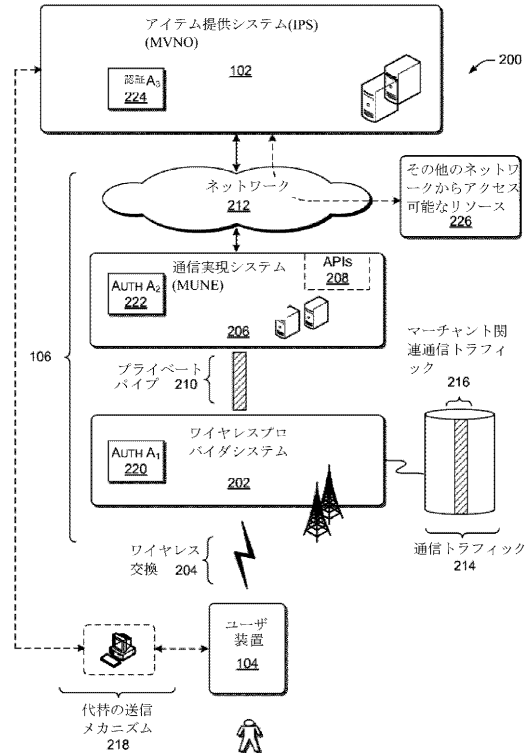 アイテム提供システム(IPS)
(MVNO)
102
認証 A3
224
200
ネットワーク
212
その他のネットワ
ークからアクセス
可能なリソース
226
通信実現システム
(MUNE)
APIs
208
AUTH A2
222
206
106
プライベート
パイプ
210
マーチャント関
連通信トラフィ
ック
216
ワイヤレスプロ
バイダシステム
AUTH A1
220
202
通信トラフィック
214
ワイヤレス
交換 204
ユーザ
装置
104
代替の送信
メカニズム
218